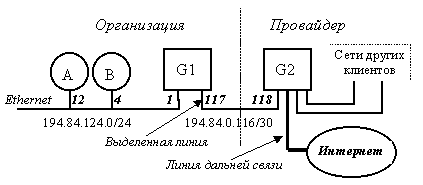 Организация
Провайдер
A
B
G1
G2
Сети других
клиентов
Ethernet
12
4
1
117
118
194.84.124.0/24
194.84.0.116/30
Выделенная линия
Линия дальней связи
Интернет